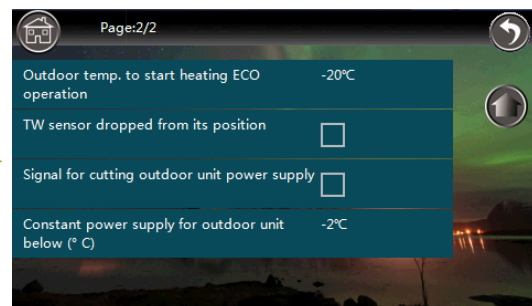 Page:2/2
Outdoor temp. to start heating ECO
operation
-20℃
TW sensor dropped from its position
Signal for cutting outdoor unit power supply
Constant power supply for outdoor unit
below (° C)
-2℃